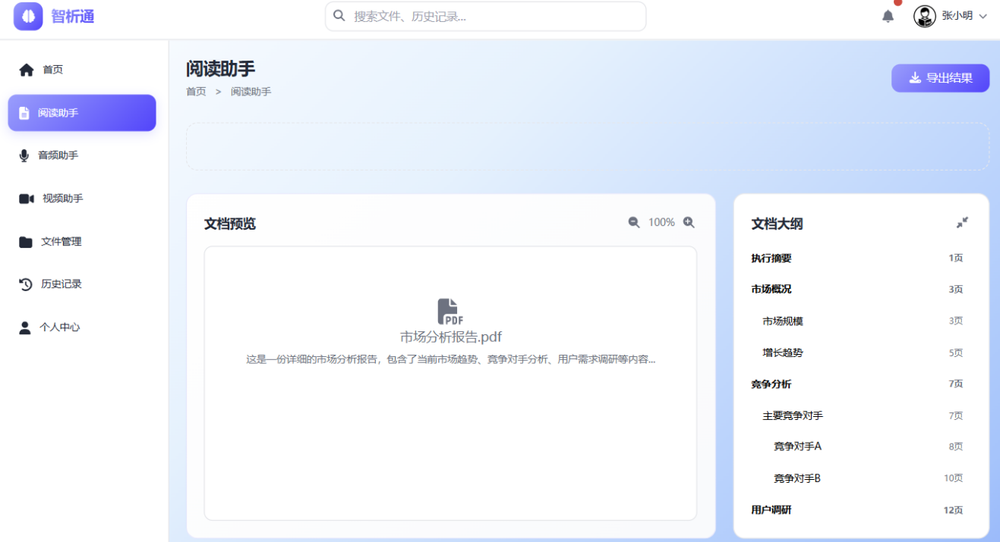 智析通
搜索文件、历史记录...
张小明
首页
阅读助手
音频助手
视频助手
文件管理
历史记录
个人中心
阅读助手
首页 > 阅读助手
导出结果
文档预览
100%
PDF
市场分析报告.pdf
这是一份详细的市场分析报告，包含了当前市场趋势、竞争对手分析、用户需求调研等内容...
文档大纲
执行摘要 1页
市场概况 3页
市场规模 3页
增长趋势 5页
竞争分析 7页
主要竞争对手 7页
竞争对手A 8页
竞争对手B 10页
用户调研 12页